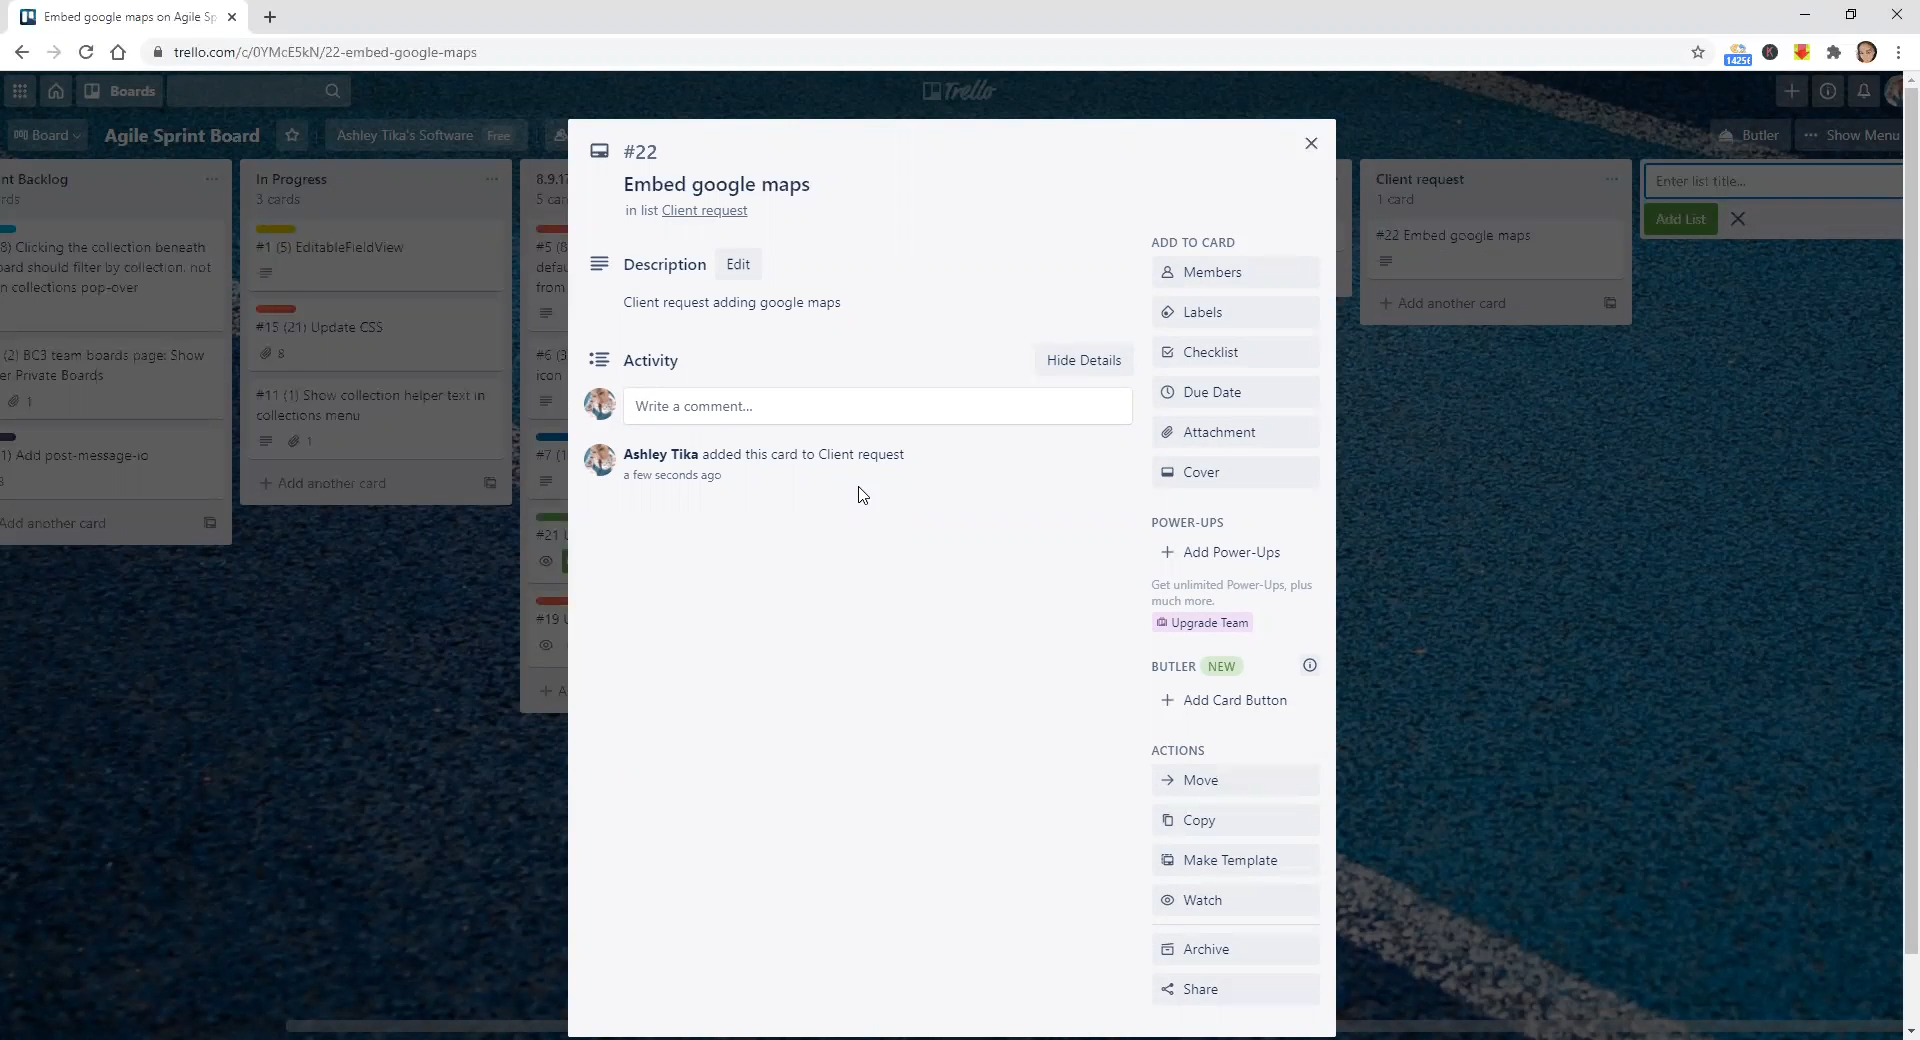 Embed google maps on Agile Sp
trello.com/c/0YMcE5kN/22-embed-google-maps
14256
K
Boards
Trello
Board
Agile Sprint Board
Ashley Tika's Software
Free
Butler
Show Menu
nt Backlog
Clicking the collection beneath
should filter by collection, not
n collections pop-over
(2) BC3 team boards page: Show
Private Boards
1
Add post-message-io
Add another card
In Progress
3 cards
#1 (5) EditableFieldView
#15 (21) Update CSS
8
#11 (1) Show collection helper text in
collections menu
1
+ Add another card
8.9.17
5 car
#5 (8
defau
from
#6 (3
icon
#7 (1
#21 U
#19 U
+ A
#22
Embed google maps
in list Client request
Description
Edit
Client request adding google maps
Activity
Hide Details
Write a comment...
Ashley Tika added this card to Client request
a few seconds ago
ADD TO CARD
Members
Labels
Checklist
Due Date
Attachment
Cover
POWER-UPS
+ Add Power-Ups
Get unlimited Power-Ups, plus
much more.
Upgrade Team
BUTLER NEW
+ Add Card Button
ACTIONS
Move
Copy
Make Template
Watch
Archive
Share
Client request
1 card
#22 Embed google maps
+ Add another card
Enter list title...
Add List